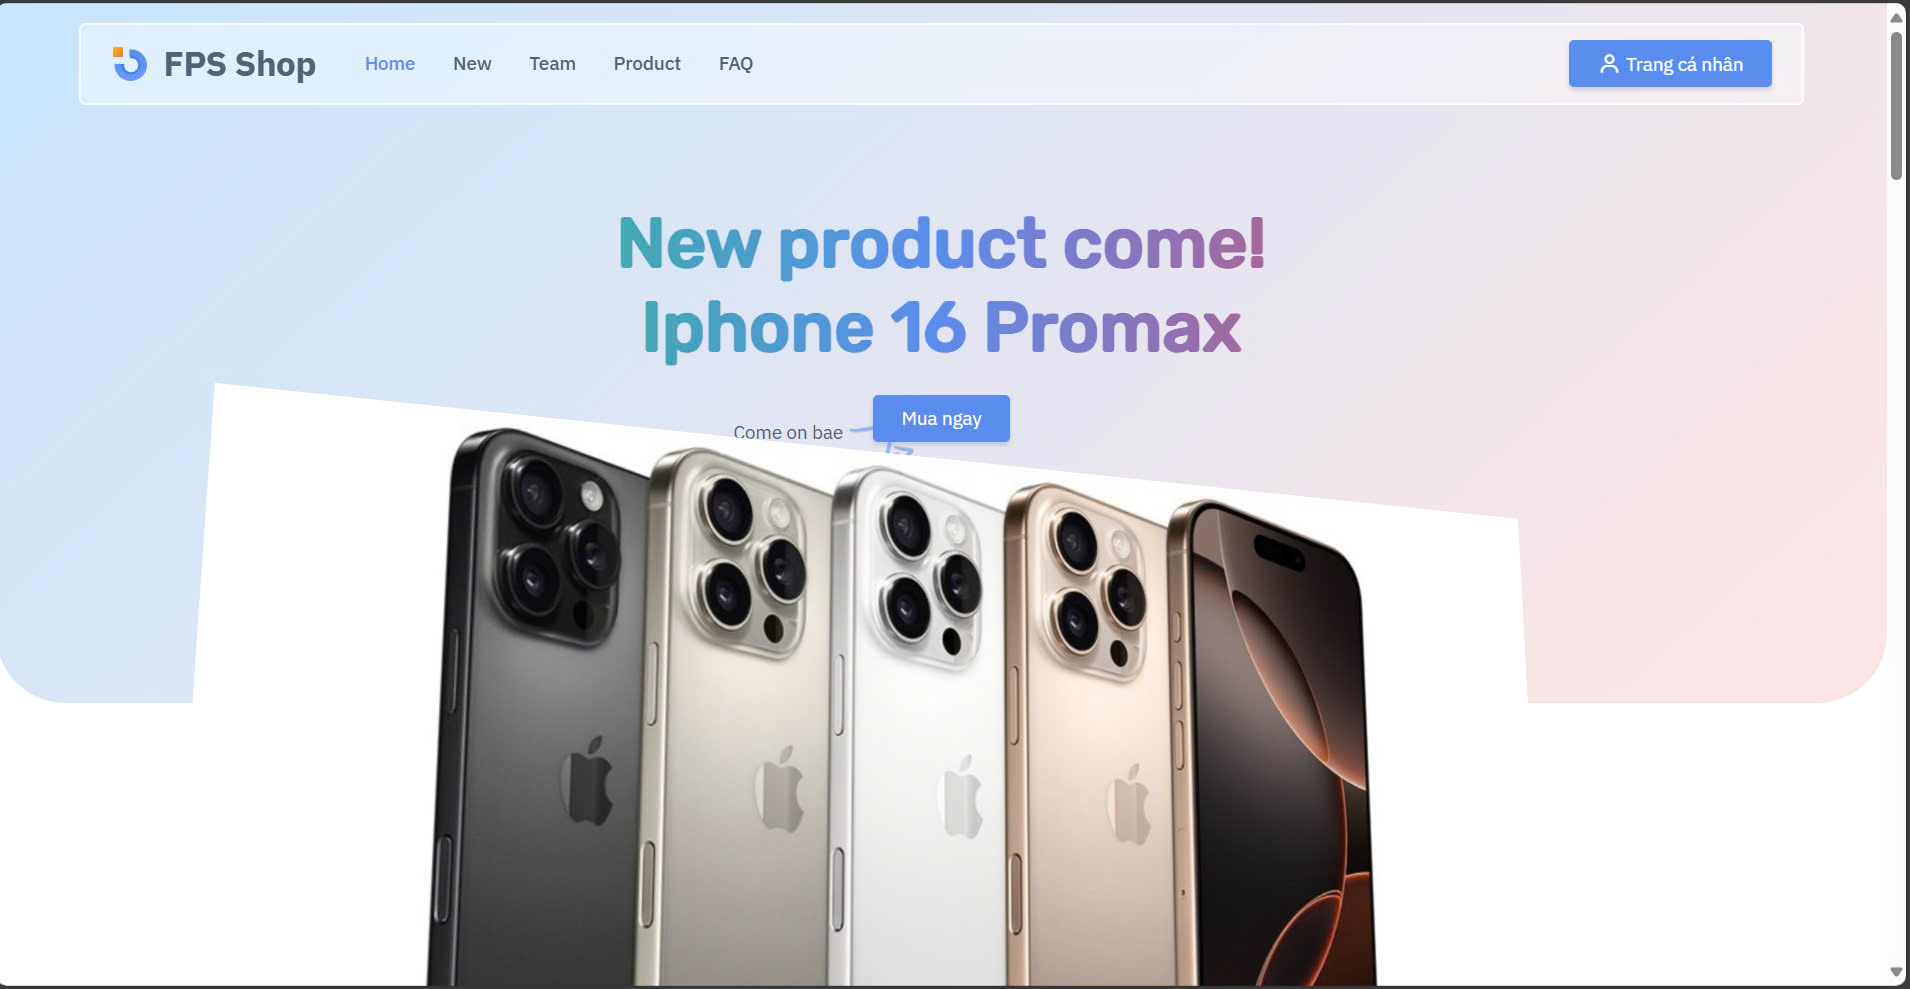 FPS Shop
Home
New
Team
Product
FAQ
Trang cá nhân
New product come!
Iphone 16 Promax
Come on bae
Mua ngay